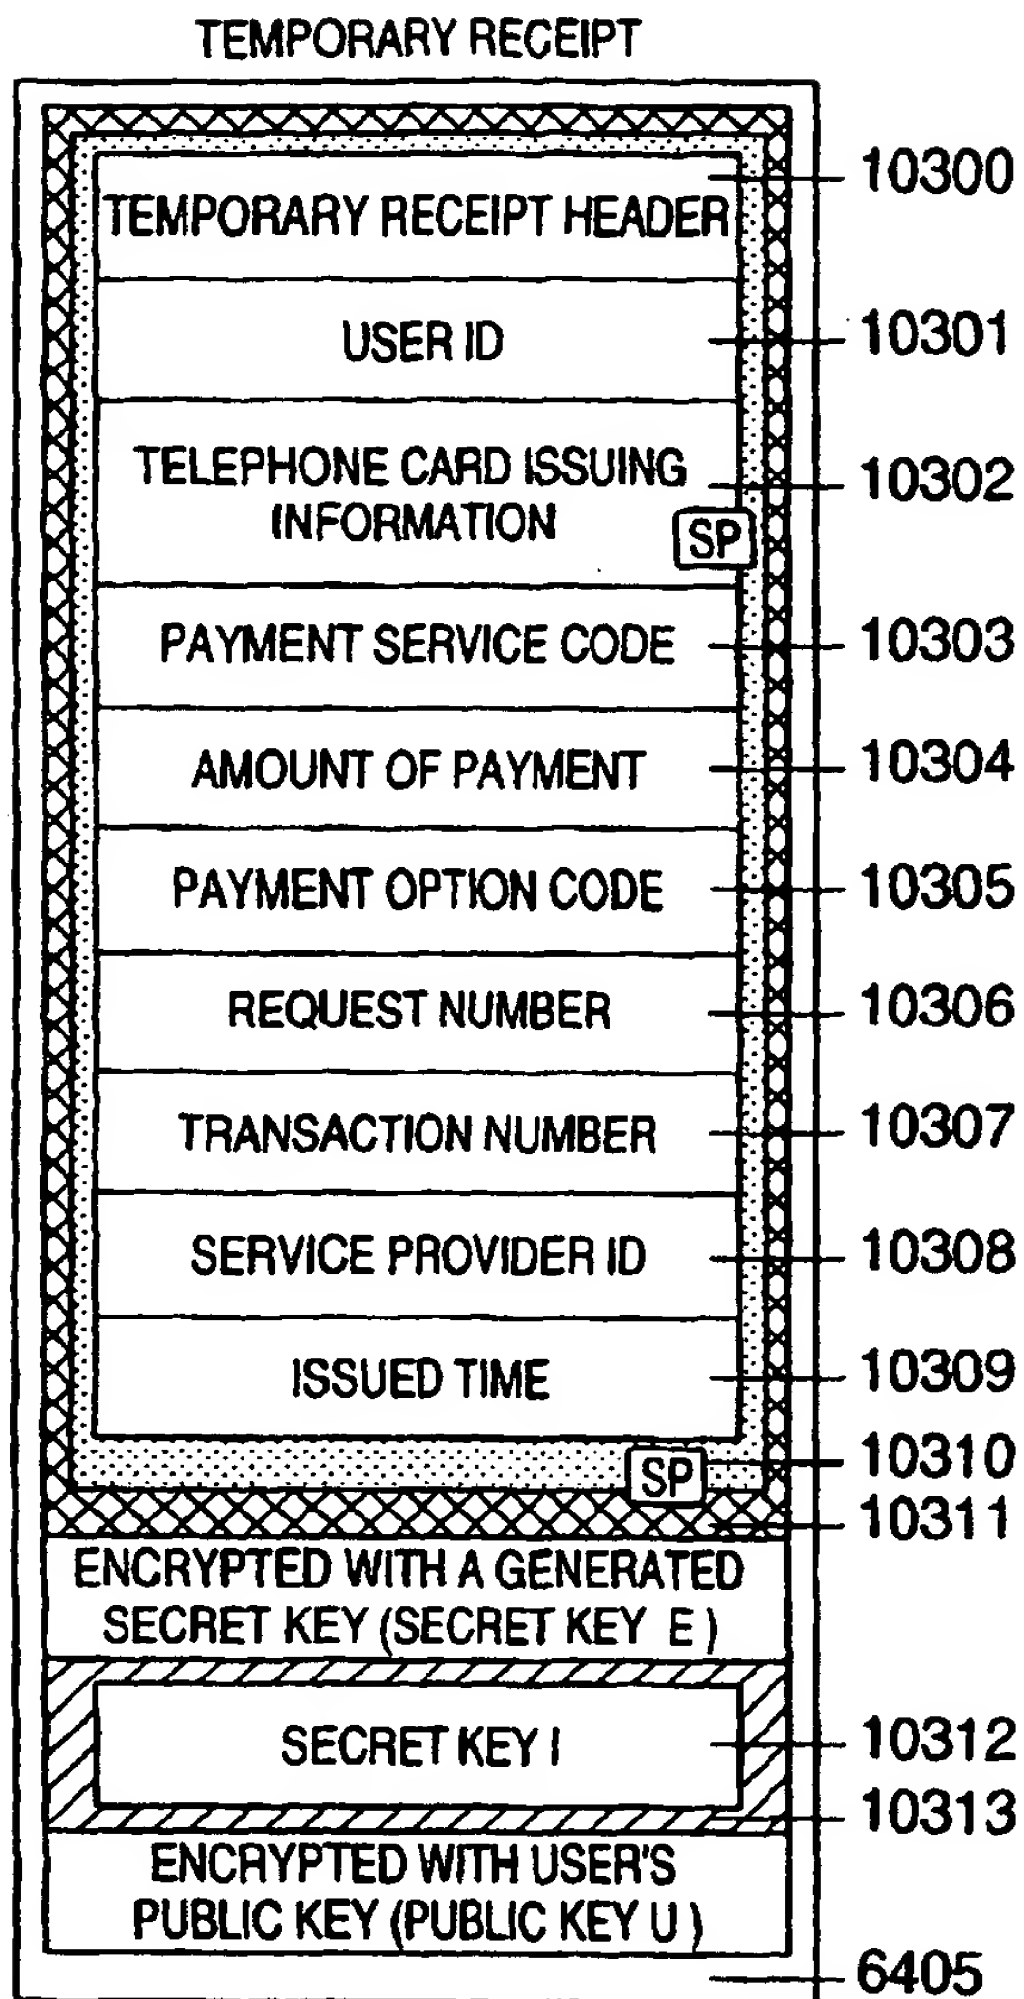 TEMPORARY RECEIPT
TEMPORARY RECEIPT HEADER
10300
USER ID
10301
TELEPHONE CARD ISSUING
INFORMATION
10302
SP
PAYMENT SERVICE CODE
10303
AMOUNT OF PAYMENT
10304
PAYMENT OPTION CODE
10305
REQUEST NUMBER
10306
TRANSACTION NUMBER
10307
SERVICE PROVIDER ID
10308
ISSUED TIME
10309
SP
10310
10311
ENCRYPTED WITH A GENERATED
SECRET KEY (SECRET KEY E )
SECRET KEY I
10312
10313
ENCRYPTED WITH USER'S
PUBLIC KEY (PUBLIC KEY U )
6405